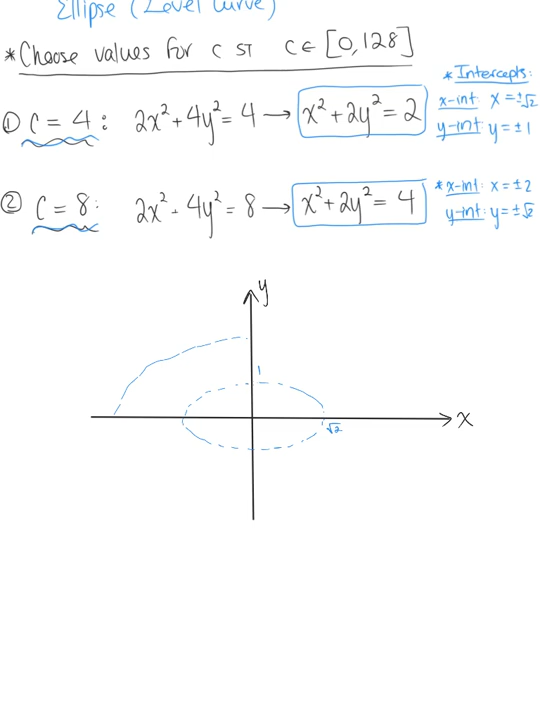 Ellipse (Level Curve)
*Choose values for c ST c ∈ [0,128]
*Intercepts:
① C = 4: 2x² + 4y² = 4 → x² + 2y² = 2
x-int: x = ±√2
y-int: y = ±1
② C = 8: 2x² - 4y² = 8 → x² + 2y² = 4
*x-int: x = ±2
y-int: y = ±√2
y
1
x
√2